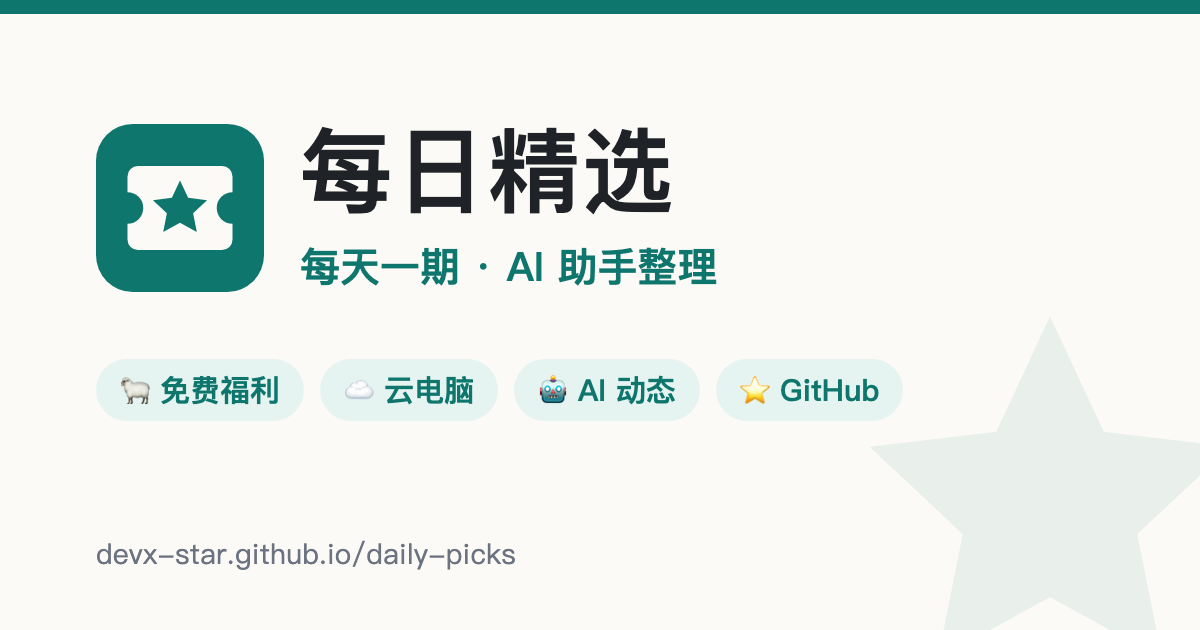 每日精选
每天一期 · AI 助手整理
🐑 免费福利 ☁️ 云电脑 🤖 AI 动态 ⭐ GitHub
devx-star.github.io/daily-picks